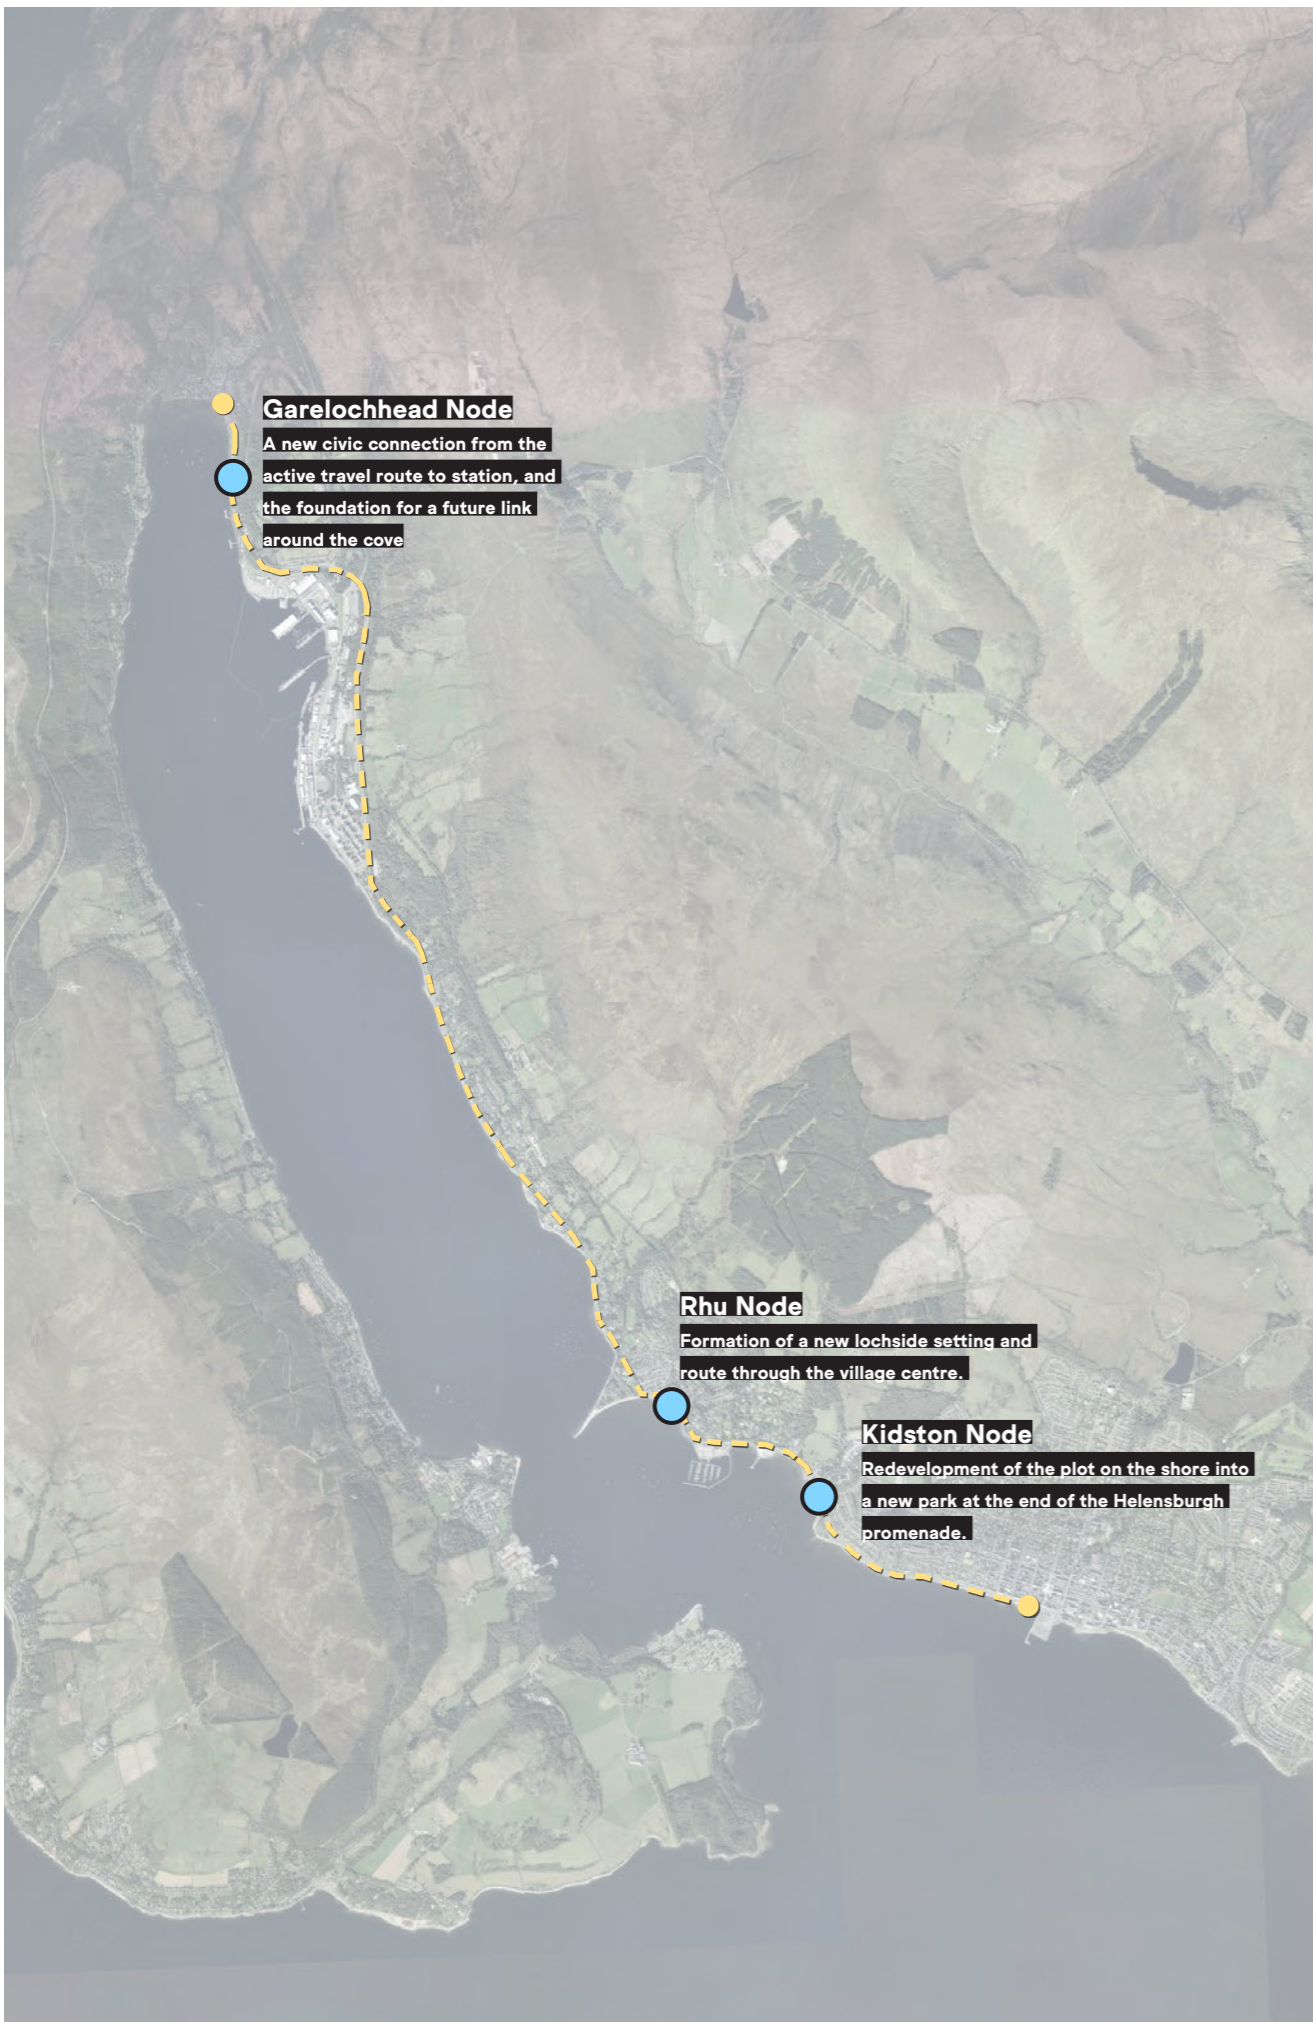 Garelochhead Node
A new civic connection from the
active travel route to station, and
the foundation for a future link
around the cove
Rhu Node
Formation of a new lochside setting and
route through the village centre.
Kidston Node
Redevelopment of the plot on the shore into
a new park at the end of the Helensburgh
promenade.